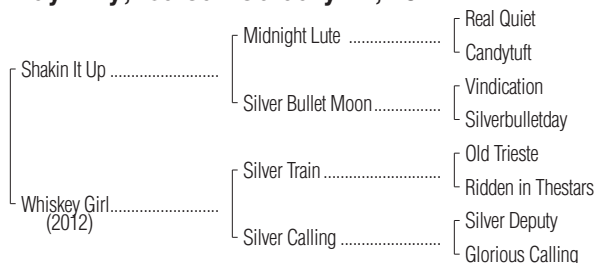 Real Quiet
Midnight Lute
Candytuft
Shakin It Up
Vindication
Silver Bullet Moon
Silverbulletday
Old Trieste
Silver Train
Ridden in Thestars
Whiskey Girl
(2012)
Silver Deputy
Silver Calling
Glorious Calling